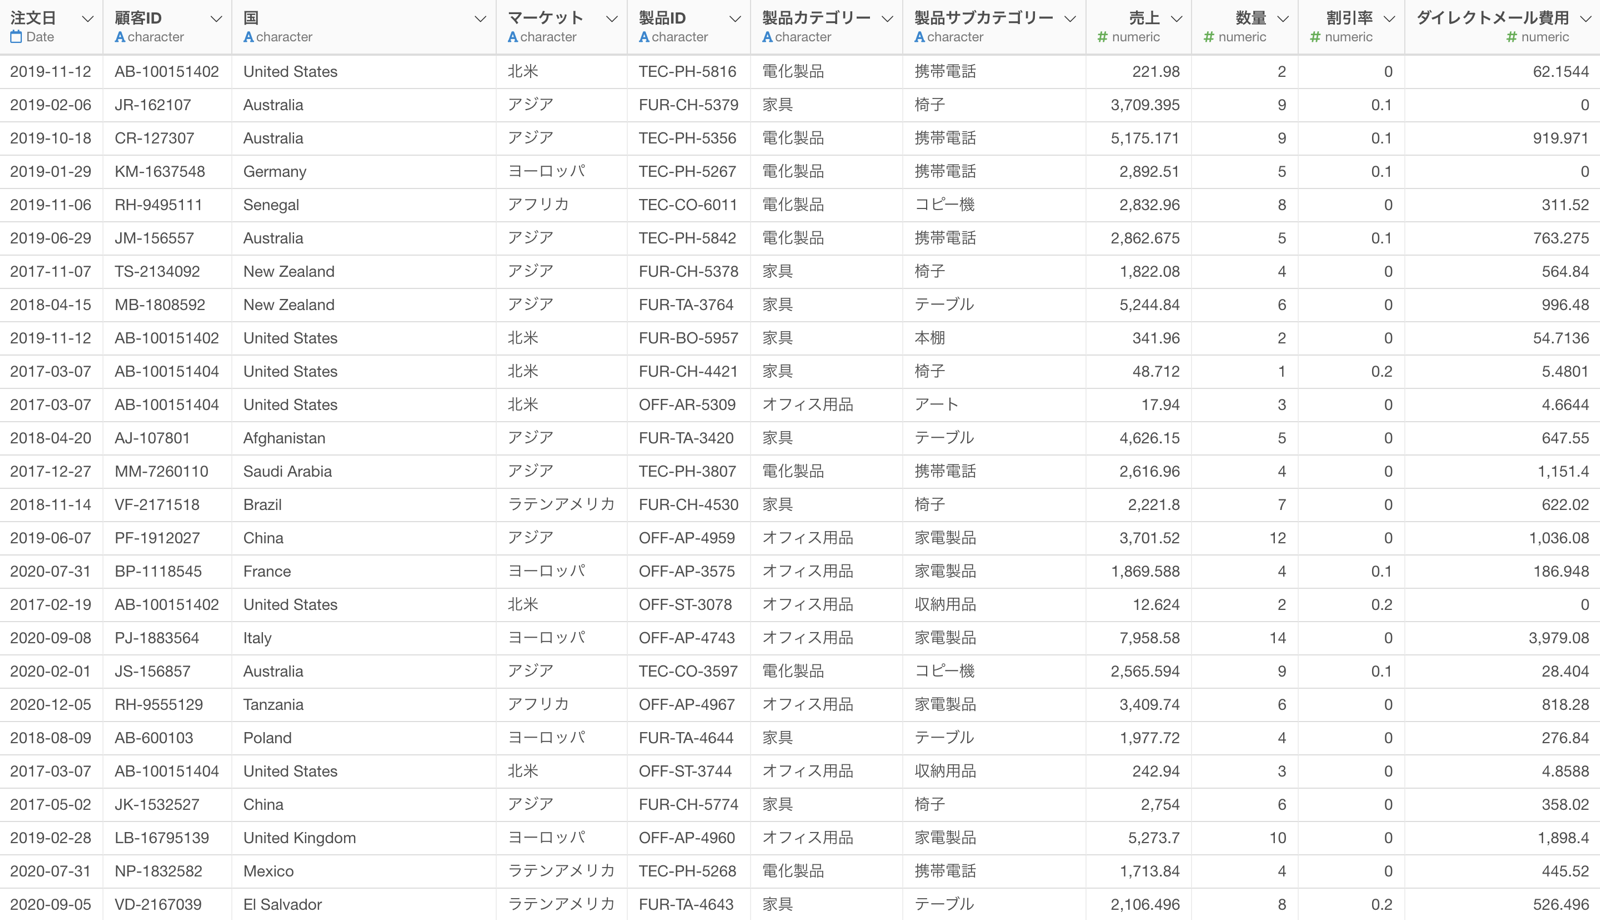 注文日 顧客ID 国 マーケット 製品ID 製品カテゴリー 製品サブカテゴリー 売上 数量 割引率 ダイレクトメール費用
Date A character A character A character A character A character A character # numeric # numeric # numeric # numeric
2019-11-12 AB-100151402 United States 北米 TEC-PH-5816 電化製品 携帯電話 221.98 2 0 62.1544
2019-02-06 JR-162107 Australia アジア FUR-CH-5379 家具 椅子 3,709.395 9 0.1 0
2019-10-18 CR-127307 Australia アジア TEC-PH-5356 電化製品 携帯電話 5,175.171 9 0.1 919.971
2019-01-29 KM-1637548 Germany ヨーロッパ TEC-PH-5267 電化製品 携帯電話 2,892.51 5 0.1 0
2019-11-06 RH-9495111 Senegal アフリカ TEC-CO-6011 電化製品 コピー機 2,832.96 8 0 311.52
2019-06-29 JM-156557 Australia アジア TEC-PH-5842 電化製品 携帯電話 2,862.675 5 0.1 763.275
2017-11-07 TS-2134092 New Zealand アジア FUR-CH-5378 家具 椅子 1,822.08 4 0 564.84
2018-04-15 MB-1808592 New Zealand アジア FUR-TA-3764 家具 テーブル 5,244.84 6 0 996.48
2019-11-12 AB-100151402 United States 北米 FUR-BO-5957 家具 本棚 341.96 2 0 54.7136
2017-03-07 AB-100151404 United States 北米 FUR-CH-4421 家具 椅子 48.712 1 0.2 5.4801
2017-03-07 AB-100151404 United States 北米 OFF-AR-5309 オフィス用品 アート 17.94 3 0 4.6644
2018-04-20 AJ-107801 Afghanistan アジア FUR-TA-3420 家具 テーブル 4,626.15 5 0 647.55
2017-12-27 MM-7260110 Saudi Arabia アジア TEC-PH-3807 電化製品 携帯電話 2,616.96 4 0 1,151.4
2018-11-14 VF-2171518 Brazil ラテンアメリカ FUR-CH-4530 家具 椅子 2,221.8 7 0 622.02
2019-06-07 PF-1912027 China アジア OFF-AP-4959 オフィス用品 家電製品 3,701.52 12 0 1,036.08
2020-07-31 BP-1118545 France ヨーロッパ OFF-AP-3575 オフィス用品 家電製品 1,869.588 4 0.1 186.948
2017-02-19 AB-100151402 United States 北米 OFF-ST-3078 オフィス用品 収納用品 12.624 2 0.2 0
2020-09-08 PJ-1883564 Italy ヨーロッパ OFF-AP-4743 オフィス用品 家電製品 7,958.58 14 0 3,979.08
2020-02-01 JS-156857 Australia アジア TEC-CO-3597 電化製品 コピー機 2,565.594 9 0.1 28.404
2020-12-05 RH-9555129 Tanzania アフリカ OFF-AP-4967 オフィス用品 家電製品 3,409.74 6 0 818.28
2018-08-09 AB-600103 Poland ヨーロッパ FUR-TA-4644 家具 テーブル 1,977.72 4 0 276.84
2017-03-07 AB-100151404 United States 北米 OFF-ST-3744 オフィス用品 収納用品 242.94 3 0 4.8588
2017-05-02 JK-1532527 China アジア FUR-CH-5774 家具 椅子 2,754 6 0 358.02
2019-02-28 LB-16795139 United Kingdom ヨーロッパ OFF-AP-4960 オフィス用品 家電製品 5,273.7 10 0 1,898.4
2020-07-31 NP-1832582 Mexico ラテンアメリカ TEC-PH-5268 電化製品 携帯電話 1,713.84 4 0 445.52
2020-09-05 VD-2167039 El Salvador ラテンアメリカ FUR-TA-4643 家具 テーブル 2,106.496 8 0.2 526.496